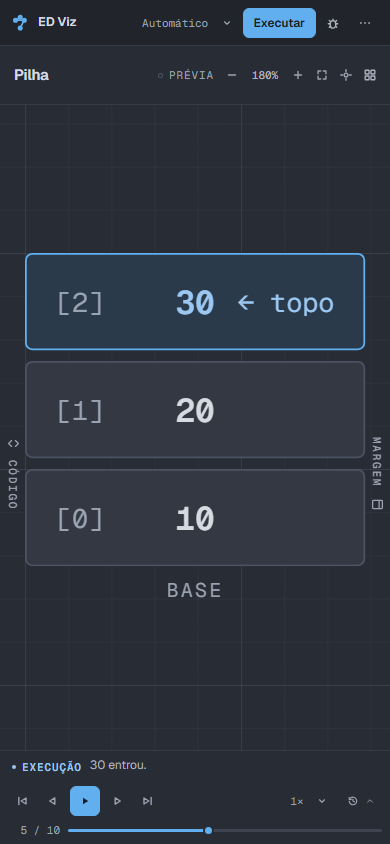 ED Viz
Automático
Executar
Pilha
PRÉVIA
180%
[2] 30 ← topo
[1] 20
[0] 10
BASE
CÓDIGO
MARGEM
EXECUÇÃO 30 entrou.
1×
5 / 10